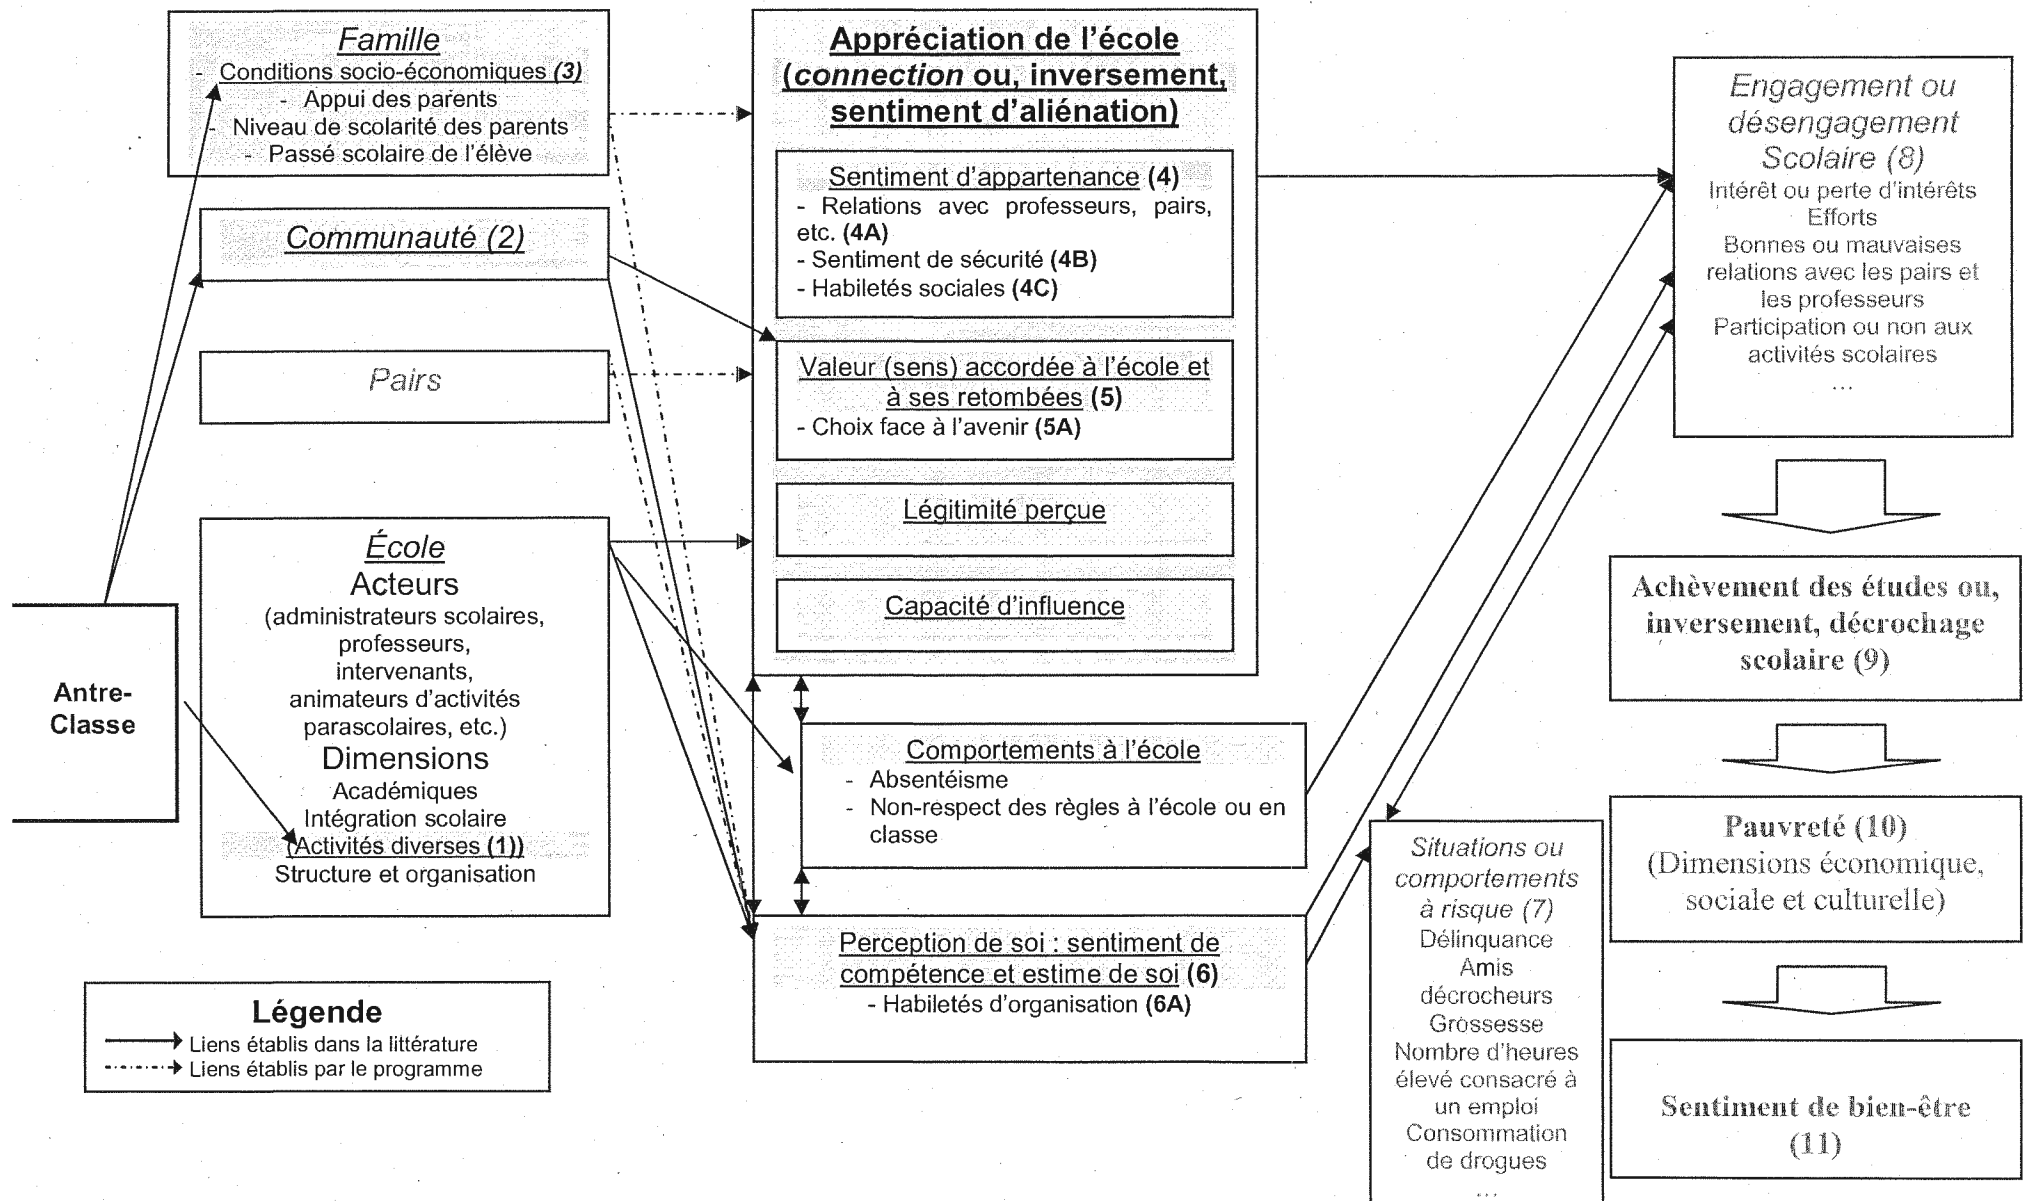 Famille
- Conditions socio-économiques (3)
- Appui des parents
- Niveau de scolarité des parents
- Passé scolaire de l'élève
Communauté (2)
Pairs
École
Acteurs
(administrateurs scolaires,
professeurs,
intervenants,
animateurs d'activités
parascolaires, etc.)
Dimensions
Académiques
Intégration scolaire
(Activités diverses (1))
Structure et organisation
Antre-
Classe
Légende
Liens établis dans la littérature
Liens établis par le programme
Appréciation de l'école
(connection ou, inversement,
sentiment d'aliénation)
Sentiment d'appartenance (4)
- Relations avec professeurs, pairs,
etc. (4A)
- Sentiment de sécurité (4B)
- Habiletés sociales (4C)
Valeur (sens) accordée à l'école et
à ses retombées (5)
- Choix face à l'avenir (5A)
Légitimité perçue
Capacité d'influence
Comportements à l'école
- Absentéisme
- Non-respect des règles à l'école ou en
classe
Perception de soi : sentiment de
compétence et estime de soi (6)
- Habiletés d'organisation (6A)
Situations ou
comportements
à risque (7)
Délinquance
Amis
décrocheurs
Grossesse
Nombre d'heures
élevé consacré à
un emploi
Consommation
de drogues
...
Engagement ou
désengagement
Scolaire (8)
Intérêt ou perte d'intérêts
Efforts
Bonnes ou mauvaises
relations avec les pairs et
les professeurs
Participation ou non aux
activités scolaires
...
Achèvement des études ou,
inversement, décrochage
scolaire (9)
Pauvreté (10)
(Dimensions économique,
sociale et culturelle)
Sentiment de bien-être
(11)